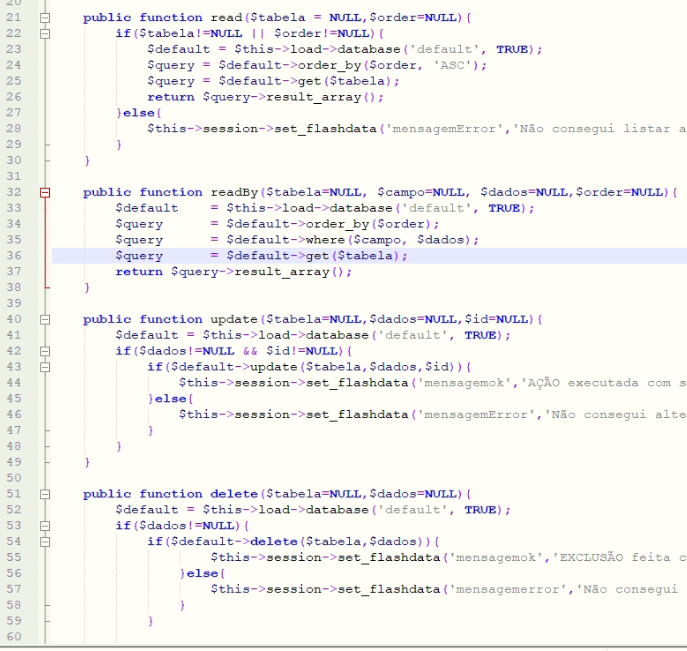 20
21 public function read($tabela = NULL,$order=NULL){
22 if($tabela!=NULL || $order!=NULL){
23 $default = $this->load->database('default', TRUE);
24 $query = $default->order_by($order, 'ASC');
25 $query = $default->get($tabela);
26 return $query->result_array();
27 }else{
28 $this->session->set_flashdata('mensagemError','Não consegui listar a
29 }
30 }
31
32 public function readBy($tabela=NULL, $campo=NULL, $dados=NULL,$order=NULL){
33 $default = $this->load->database('default', TRUE);
34 $query = $default->order_by($order);
35 $query = $default->where($campo, $dados);
36 $query = $default->get($tabela);
37 return $query->result_array();
38 }
39
40 public function update($tabela=NULL,$dados=NULL,$id=NULL){
41 $default = $this->load->database('default', TRUE);
42 if($dados!=NULL && $id!=NULL){
43 if($default->update($tabela,$dados,$id)){
44 $this->session->set_flashdata('mensagemok','AÇÃO executada com s
45 }else{
46 $this->session->set_flashdata('mensagemError','Não consegui alte
47 }
48 }
49 }
50
51 public function delete($tabela=NULL,$dados=NULL){
52 $default = $this->load->database('default', TRUE);
53 if($dados!=NULL){
54 if($default->delete($tabela,$dados)){
55 $this->session->set_flashdata('mensagemok','EXCLUSÃO feita c
56 }else{
57 $this->session->set_flashdata('mensagemerror','Não consegui
58 }
59 }
60